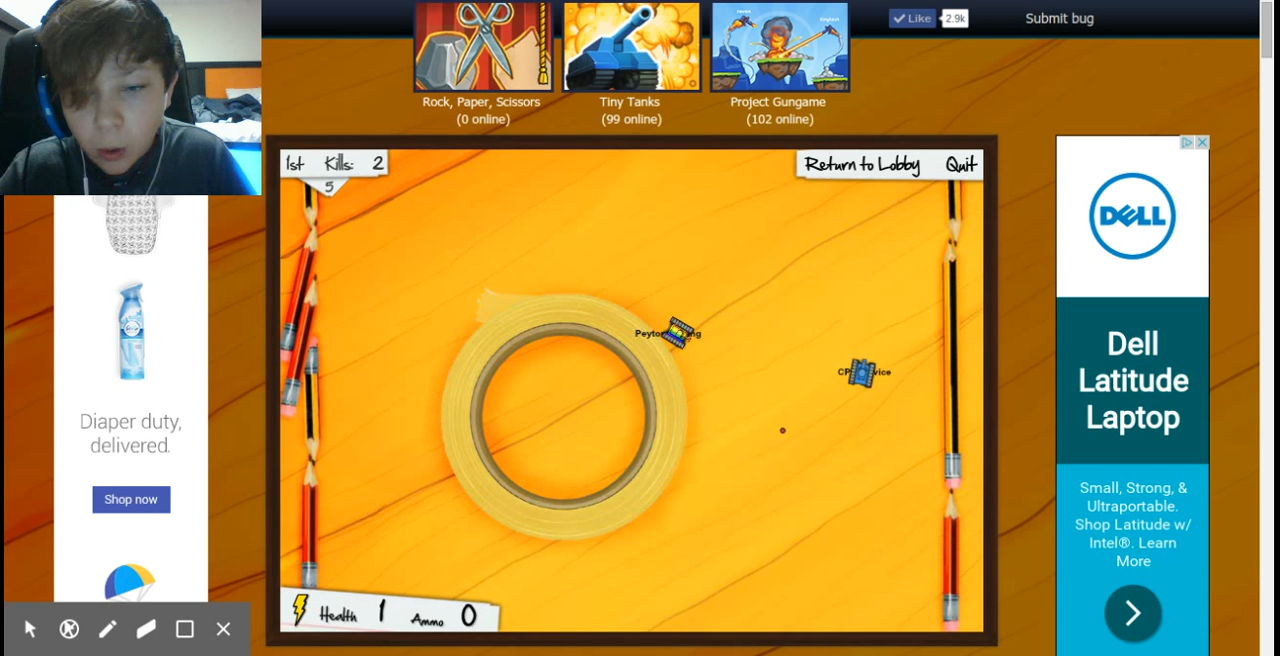 Like
2.9k
Submit bug
Rock, Paper, Scissors
(0 online)
Tiny Tanks
(99 online)
Project Gungame
(102 online)
1st Kills: 2
5
Return to Lobby Quit
DELL
Dell
Latitude
Laptop
Small, Strong, &
Ultraportable.
Shop Latitude w/
Intel®. Learn
More
Diaper duty,
delivered.
Shop now
Health 1 Ammo 0